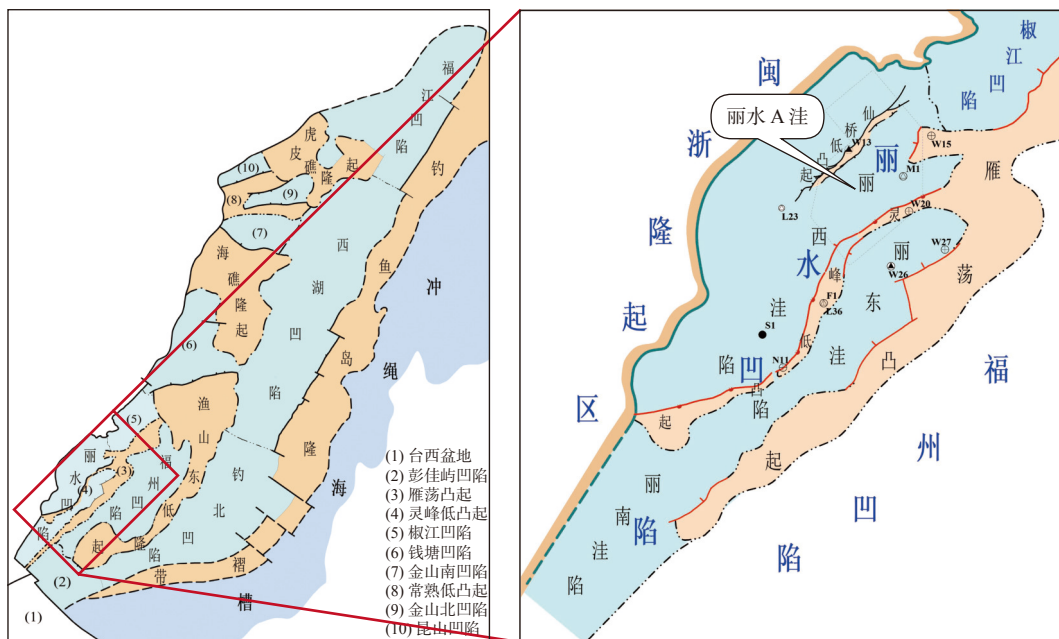 福江凹陷
虎皮礁隆起
钓鱼岛隆褶带
(10)
(9)
(8)
(7)
西湖凹陷
海礁隆起
(6)
冲绳海槽
渔山东低隆起
(5)
丽水凹陷
(3)
(4)
福州凹陷
钓北凹陷
(2)
(1)
(1) 台西盆地
(2) 彭佳屿凹陷
(3) 雁荡凸起
(4) 灵峰低凸起
(5) 椒江凹陷
(6) 钱塘凹陷
(7) 金山南凹陷
(8) 常熟低凸起
(9) 金山北凹陷
(10) 昆山凹陷
椒江凹陷
闽浙隆起区
丽水 A 洼
仙桥低凸起
W13
W15
M1
L23
W20
W27
W26
F1
L36
S1
N11
丽水凹陷
丽西洼陷
灵峰低凸起
丽东洼陷
雁荡凸起
丽南洼陷
福州凹陷